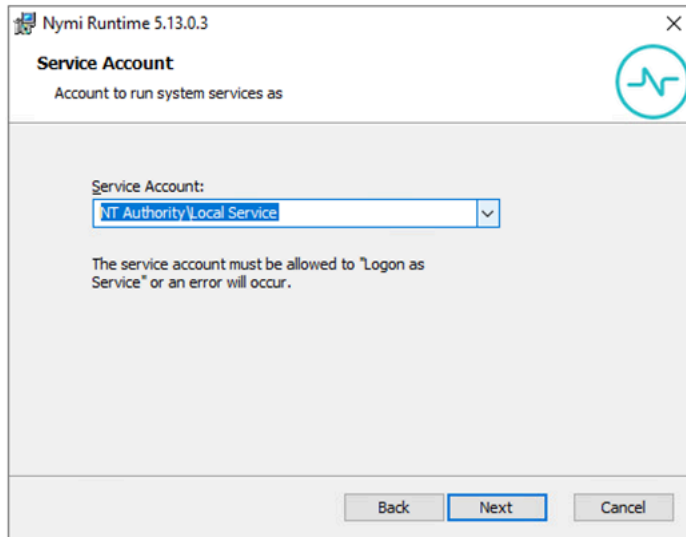 Nymi Runtime 5.13.0.3
Service Account
Account to run system services as
Service Account:
NT Authority\Local Service
The service account must be allowed to "Logon as
Service" or an error will occur.
Back Next Cancel